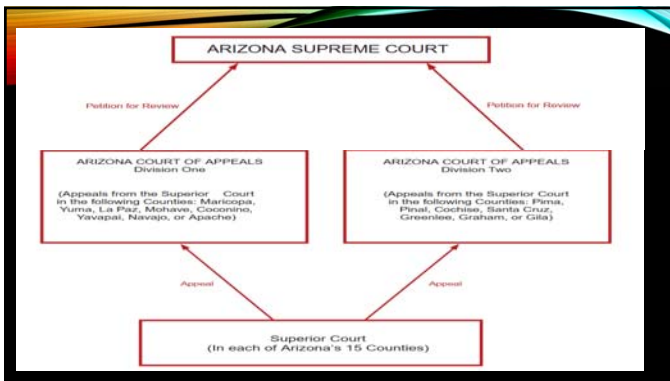 ARIZONA SUPREME COURT
Petition for Review
Petition for Review
ARIZONA COURT OF APPEALS
Division One
(Appeals from the Superior Court
in the following Counties: Maricopa,
Yuma, La Paz, Mohave, Coconino,
Yavapai, Navajo, or Apache)
ARIZONA COURT OF APPEALS
Division Two
(Appeals from the Superior Court
in the following Counties: Pima,
Pinal, Cochise, Santa Cruz,
Greenlee, Graham, or Gila)
Appeal
Appeal
Superior Court
(In each of Arizona's 15 Counties)